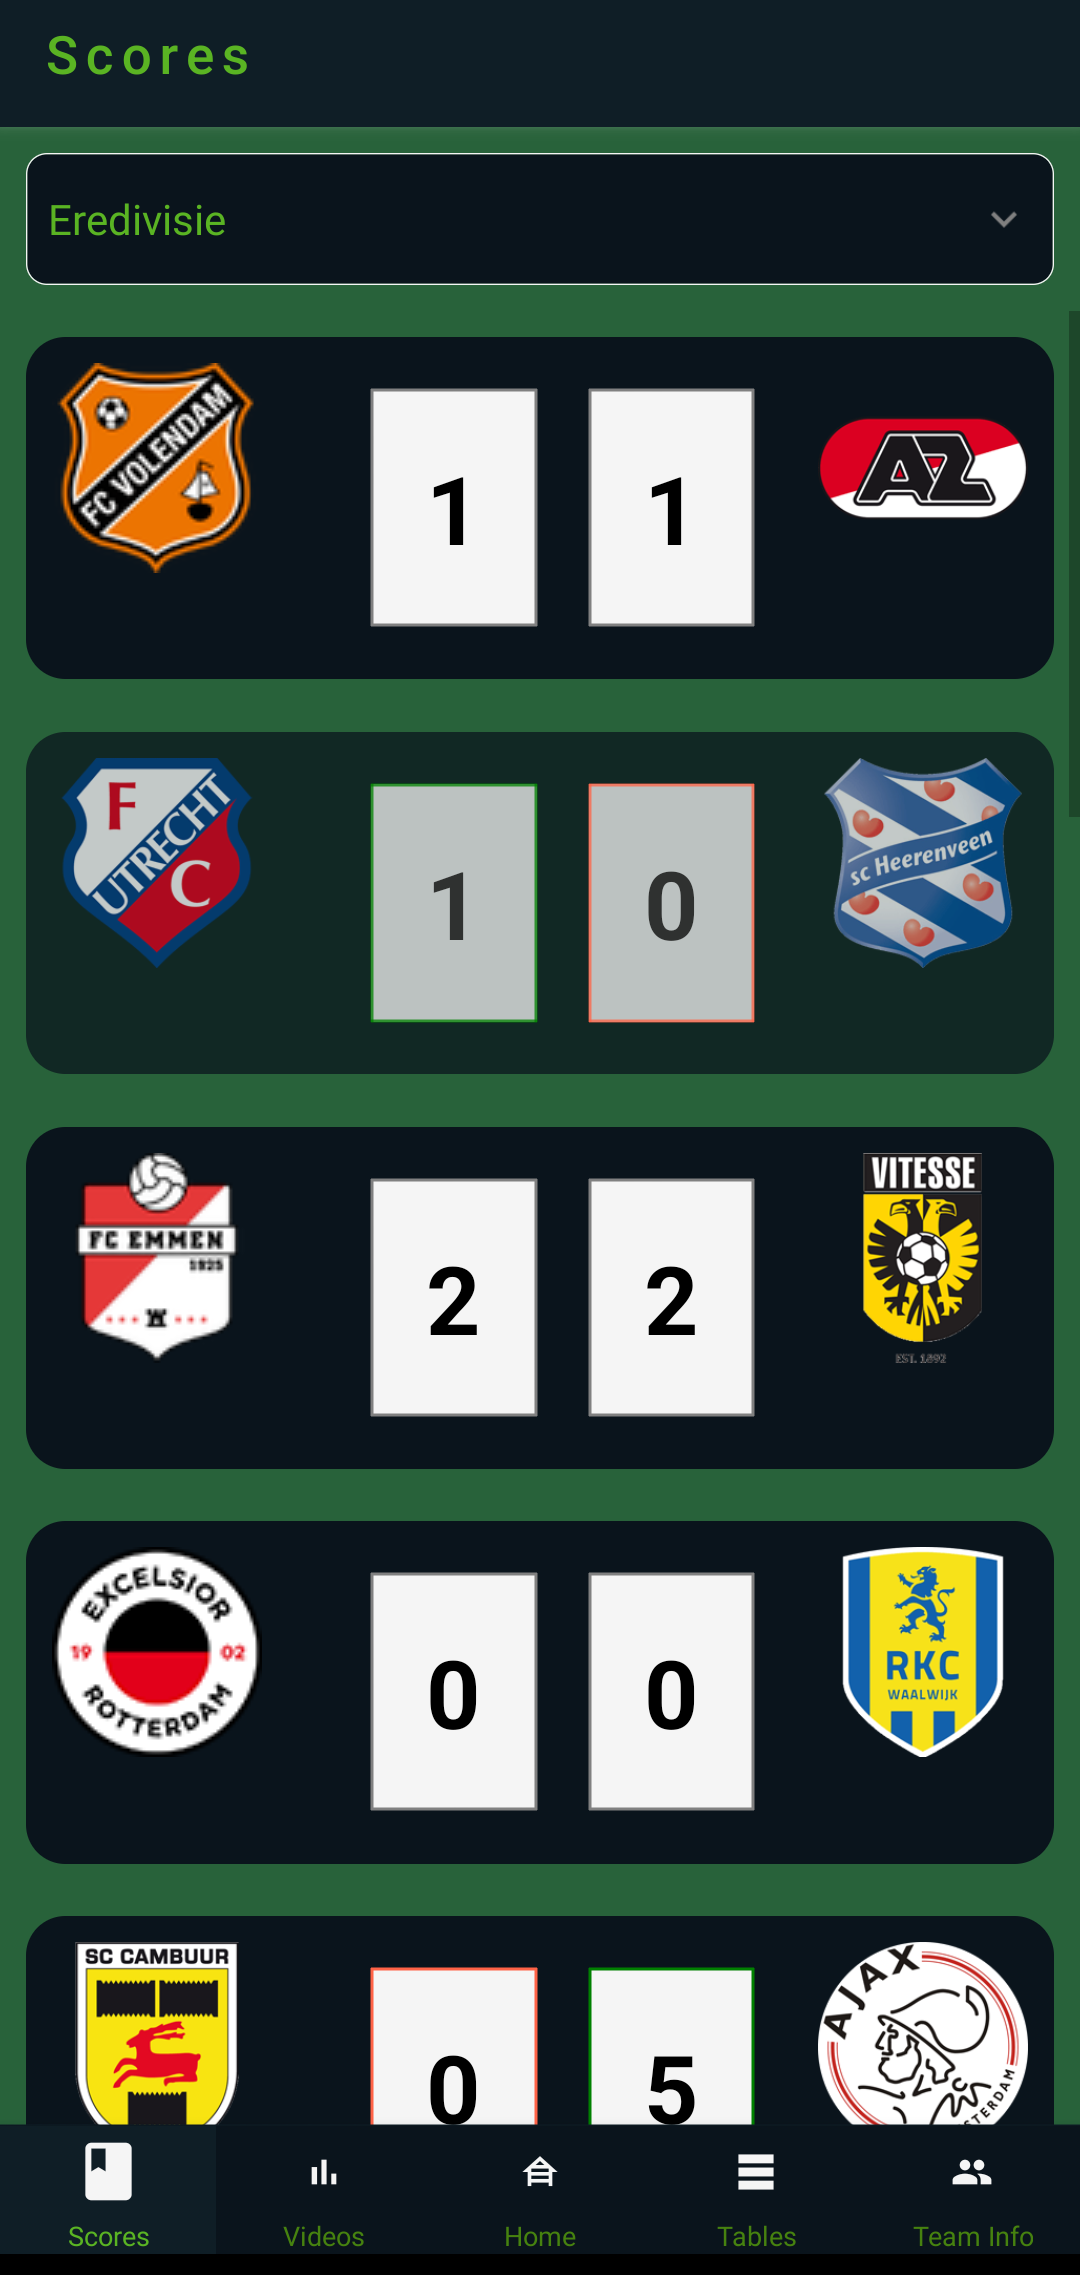 Scores
Eredivisie
FC VOLENDAM
1
1
AZ
F
UTRECHT
C
1
0
sc Heerenveen
FC EMMEN
1925
2
2
VITESSE
EST. 1892
EXCELSIOR
19
02
ROTTERDAM
0
0
RKC
WAALWIJK
SC CAMBUUR
0
5
AJAX
STERDAM
Scores
Videos
Home
Tables
Team Info